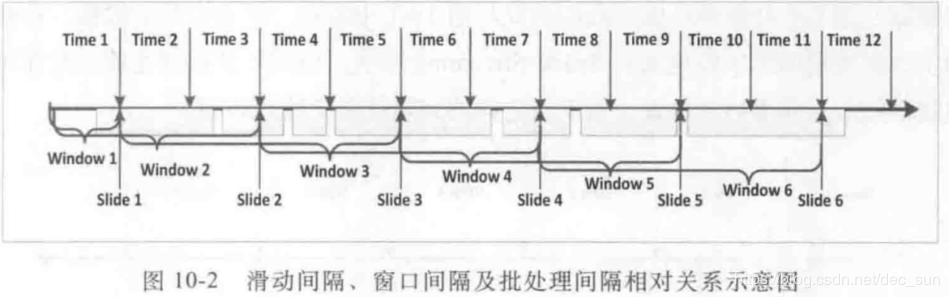 Time 1 Time 2 Time 3 Time 4 Time 5 Time 6 Time 7 Time 8 Time 9 Time 10 Time 11 Time 12
Window 1 Window 2 Window 3 Window 4 Window 5 Window 6
Slide 1 Slide 2 Slide 3 Slide 4 Slide 5 Slide 6
图 10-2 滑动间隔、窗口间隔及批处理间隔相对关系示意图
https://blog.csdn.net/dec_sun